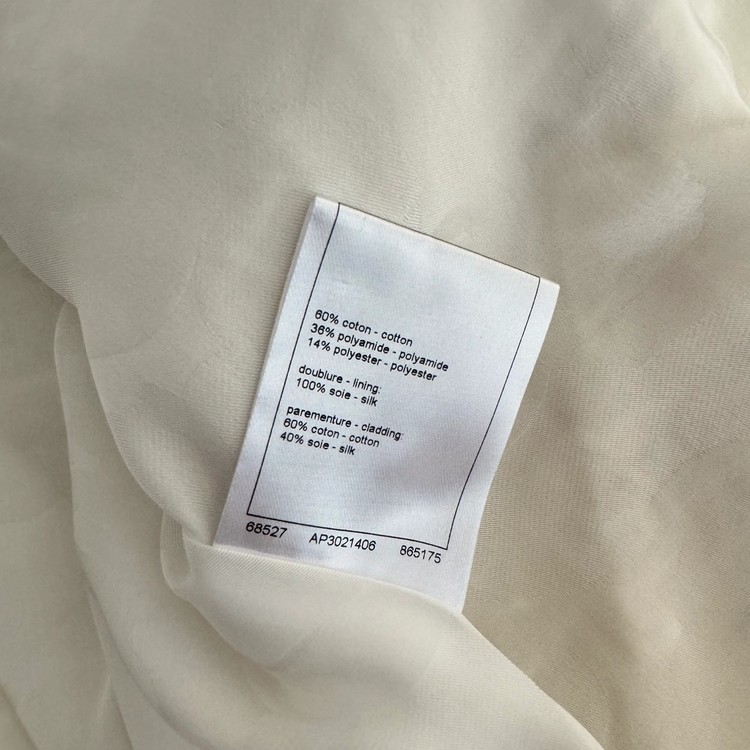 60% coton - cotton
36% polyamide - polyamide
14% polyester - polyester
doublure - lining:
100% soie - silk
parementure - cladding:
60% coton - cotton
40% soie - silk
68527 AP3021406 865175